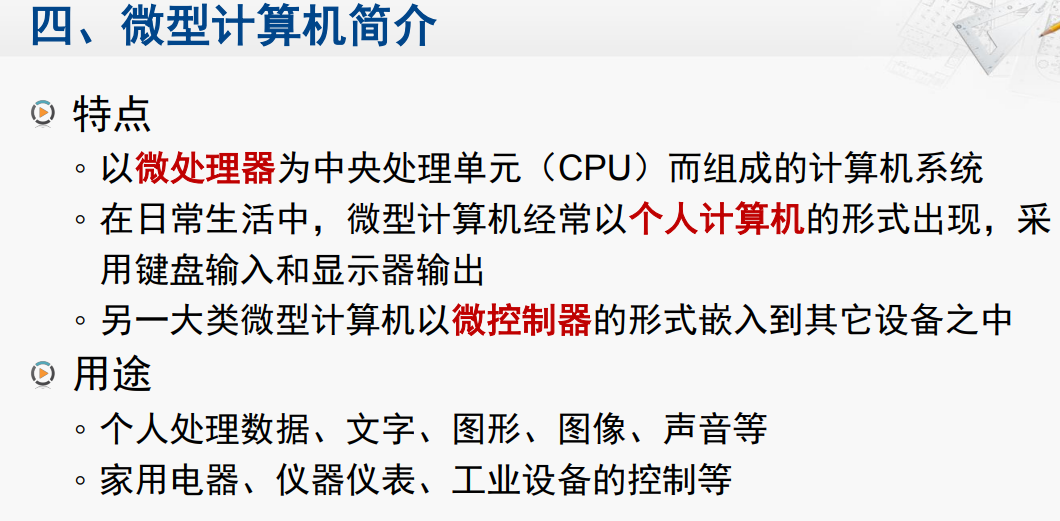 四、微型计算机简介
特点
以微处理器为中央处理单元（CPU）而组成的计算机系统
在日常生活中，微型计算机经常以个人计算机的形式出现，采
用键盘输入和显示器输出
另一大类微型计算机以微控制器的形式嵌入到其它设备之中
用途
个人处理数据、文字、图形、图像、声音等
家用电器、仪器仪表、工业设备的控制等